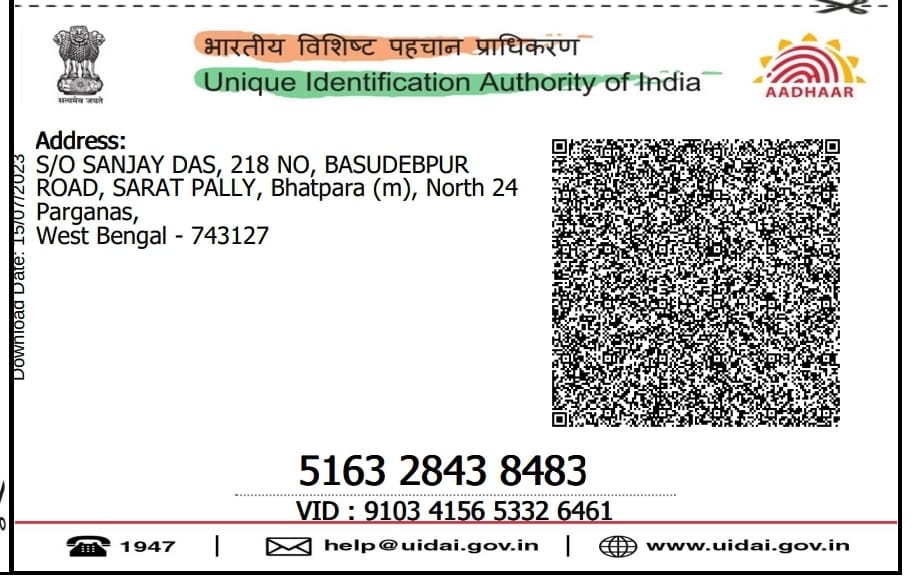 सत्यमेव जयते
भारतीय विशिष्ट पहचान प्राधिकरण
Unique Identification Authority of India
AADHAAR
Address:
S/O SANJAY DAS, 218 NO, BASUDEBPUR
ROAD, SARAT PALLY, Bhatpara (m), North 24
Parganas,
West Bengal - 743127
Download Date: 15/07/2023
5163 2843 8483
VID : 9103 4156 5332 6461
1947 | help@uidai.gov.in | www.uidai.gov.in